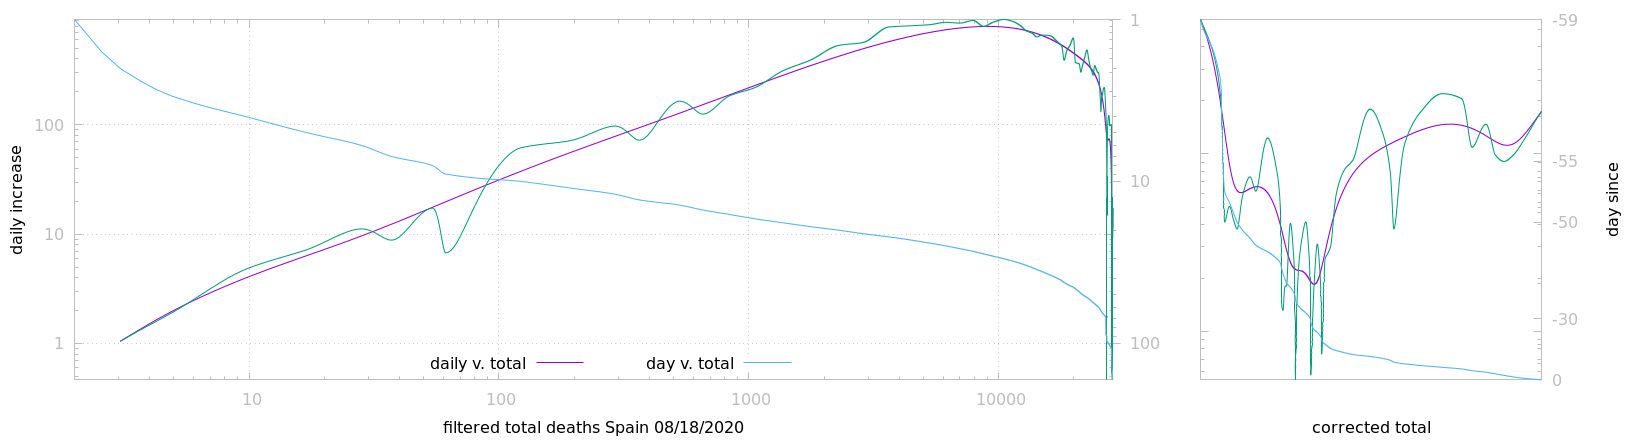 daily increase
100
10
1
10
100
1000
10000
daily v. total
day v. total
filtered total deaths Spain 08/18/2020
1
10
100
corrected total
-59
-55
-50
-30
0
day since